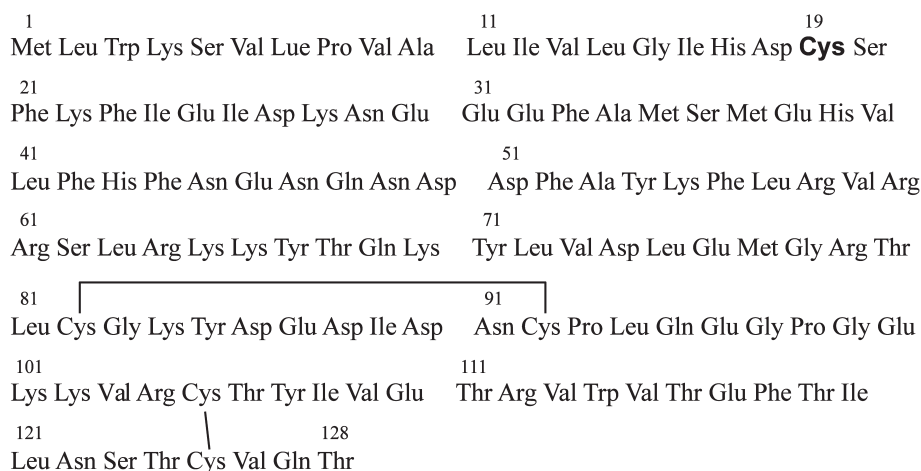 1 11 19
Met Leu Trp Lys Ser Val Lue Pro Val Ala Leu Ile Val Leu Gly Ile His Asp Cys Ser
21 31
Phe Lys Phe Ile Glu Ile Asp Lys Asn Glu Glu Glu Phe Ala Met Ser Met Glu His Val
41 51
Leu Phe His Phe Asn Glu Asn Gln Asn Asp Asp Phe Ala Tyr Lys Phe Leu Arg Val Arg
61 71
Arg Ser Leu Arg Lys Lys Tyr Thr Gln Lys Tyr Leu Val Asp Leu Glu Met Gly Arg Thr
81 91
Leu Cys Gly Lys Tyr Asp Glu Asp Ile Asp Asn Cys Pro Leu Gln Glu Gly Pro Gly Glu
101 111
Lys Lys Val Arg Cys Thr Tyr Ile Val Glu Thr Arg Val Trp Val Thr Glu Phe Thr Ile
121 128
Leu Asn Ser Thr Cys Val Gln Thr